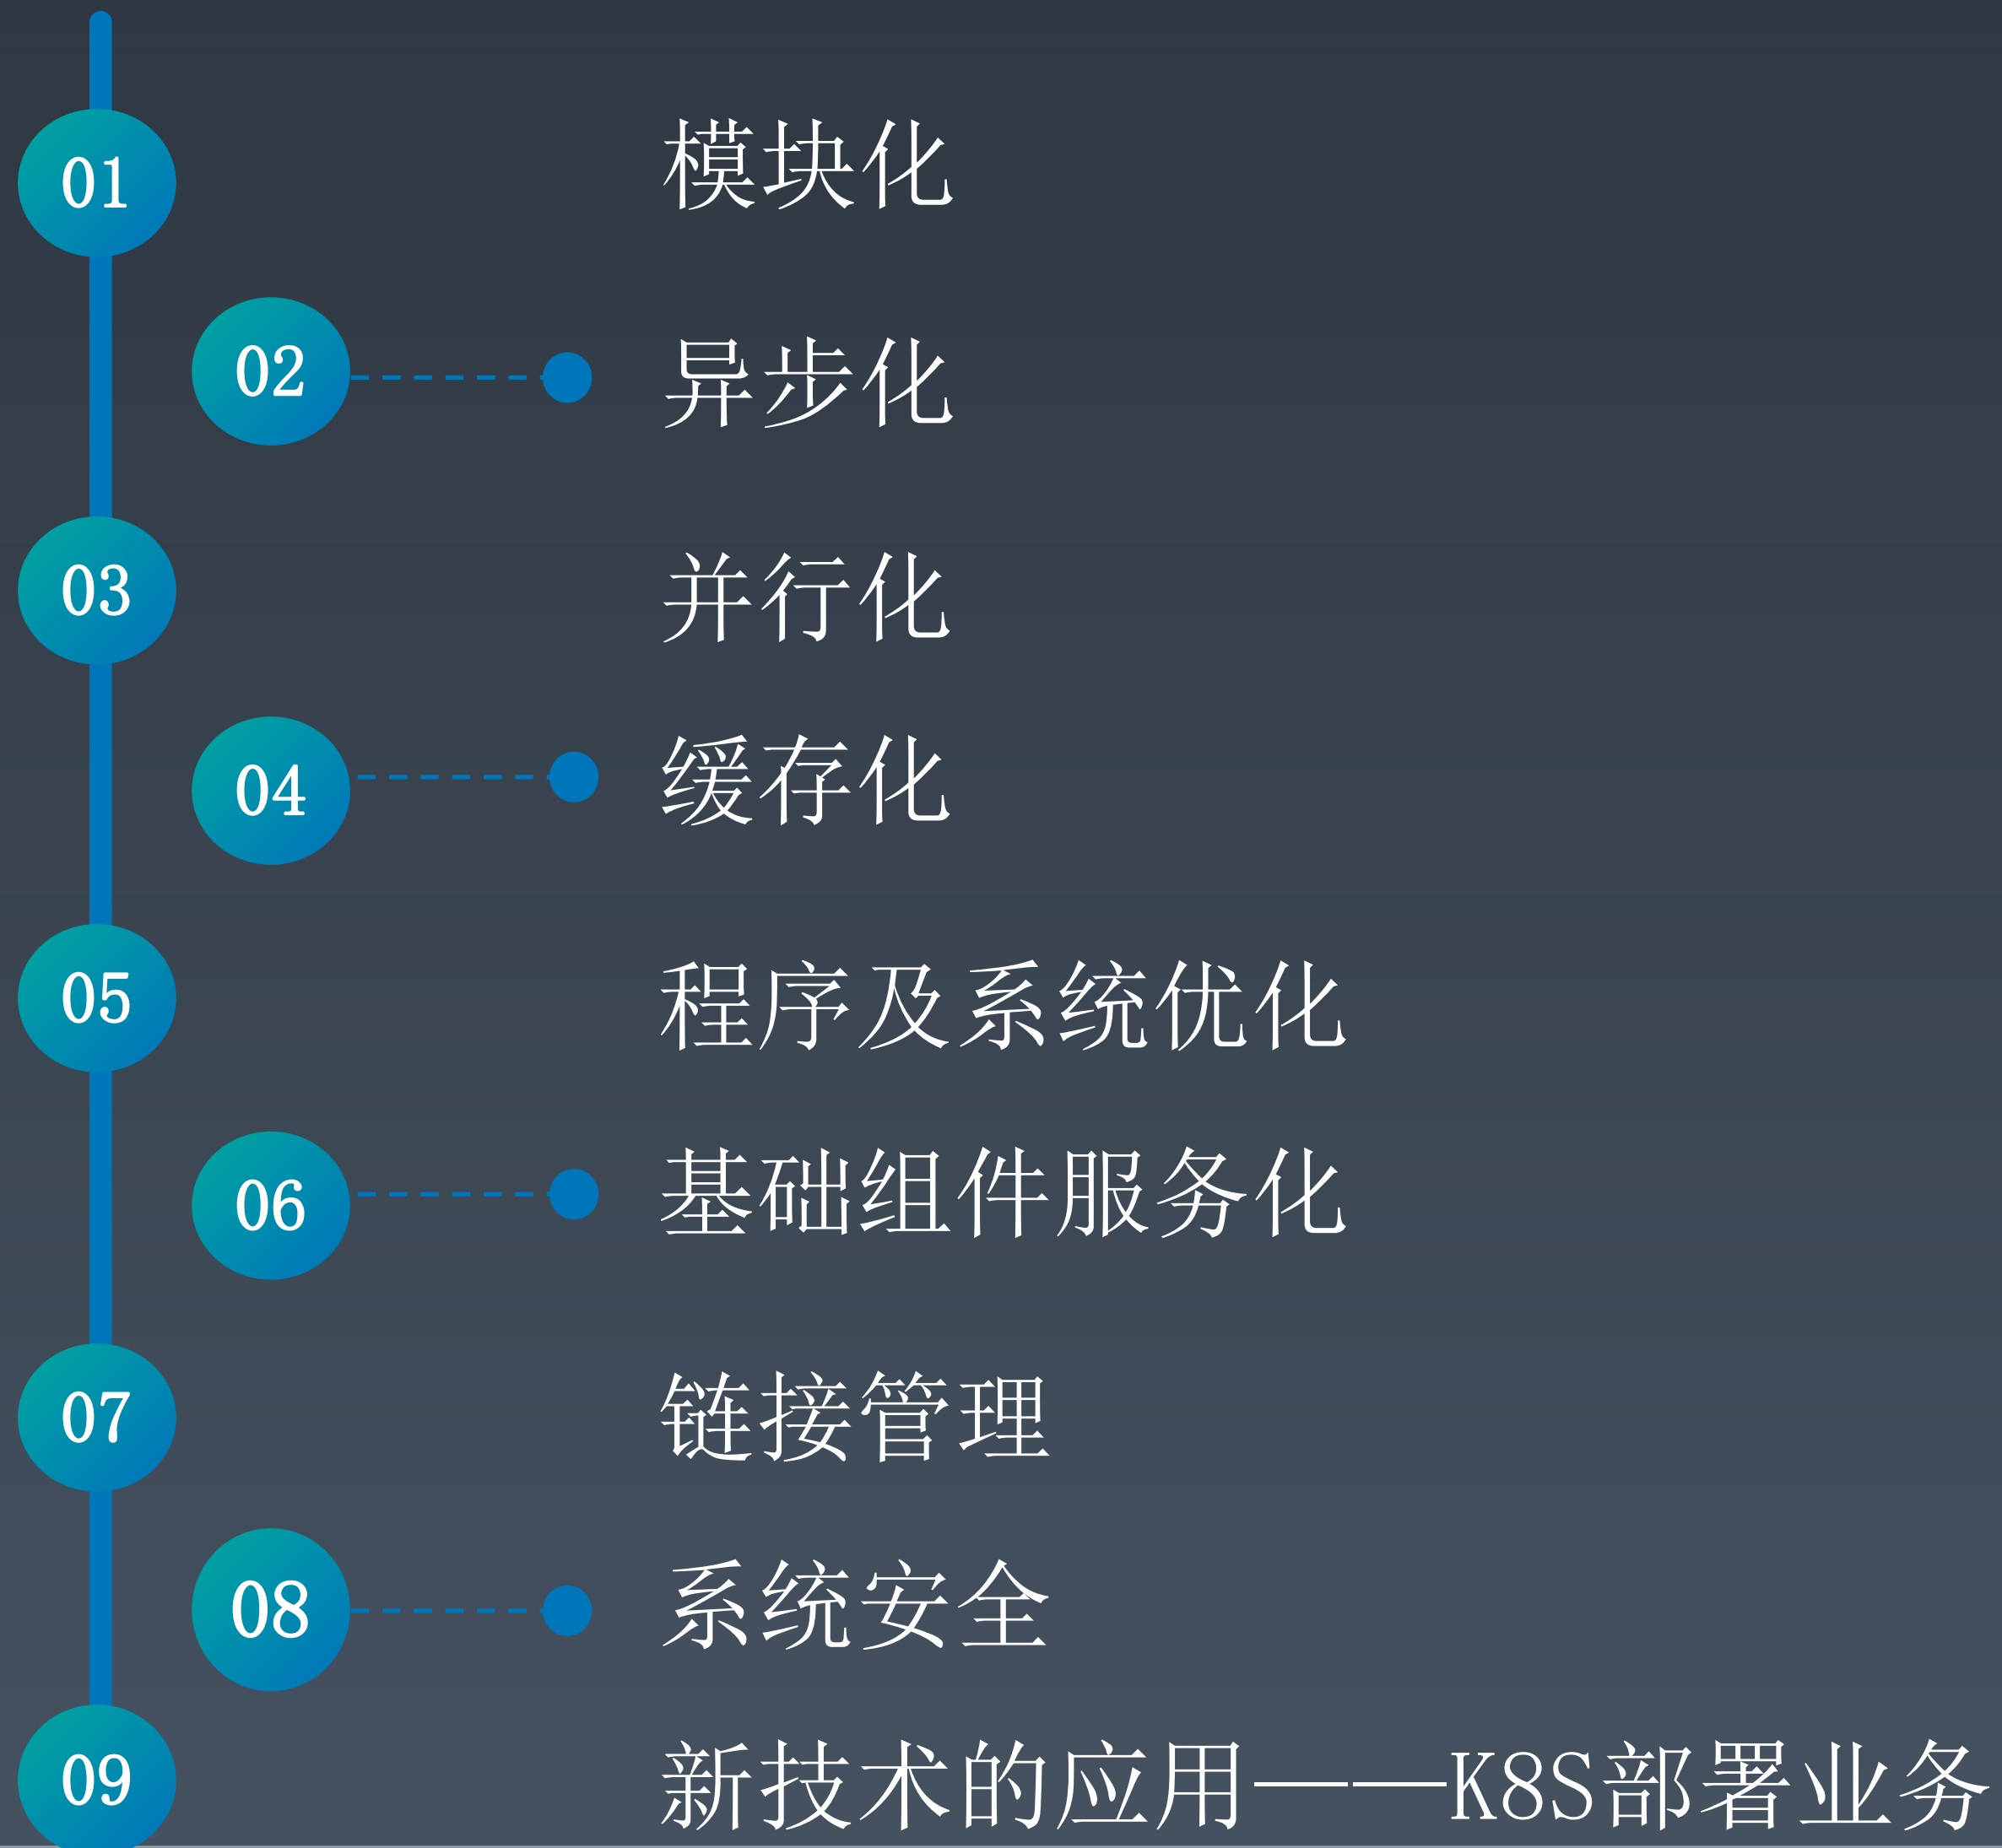 01 模块化
02 异步化
03 并行化
04 缓存化
05 程序及系统优化
06 基础组件服务化
07 链接管理
08 系统安全
09 新技术的应用——K8S部署业务